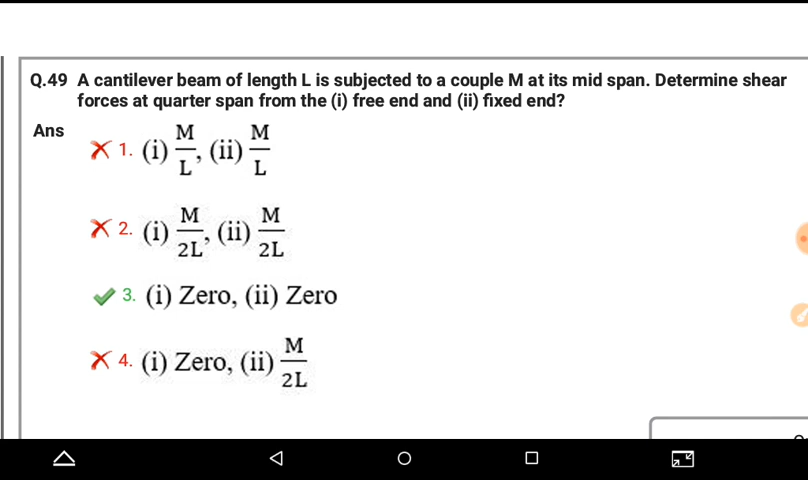 Q.49 A cantilever beam of length L is subjected to a couple M at its mid span. Determine shear
forces at quarter span from the (i) free end and (ii) fixed end?
Ans
1. (i) M/L, (ii) M/L
2. (i) M/2L, (ii) M/2L
3. (i) Zero, (ii) Zero
4. (i) Zero, (ii) M/2L